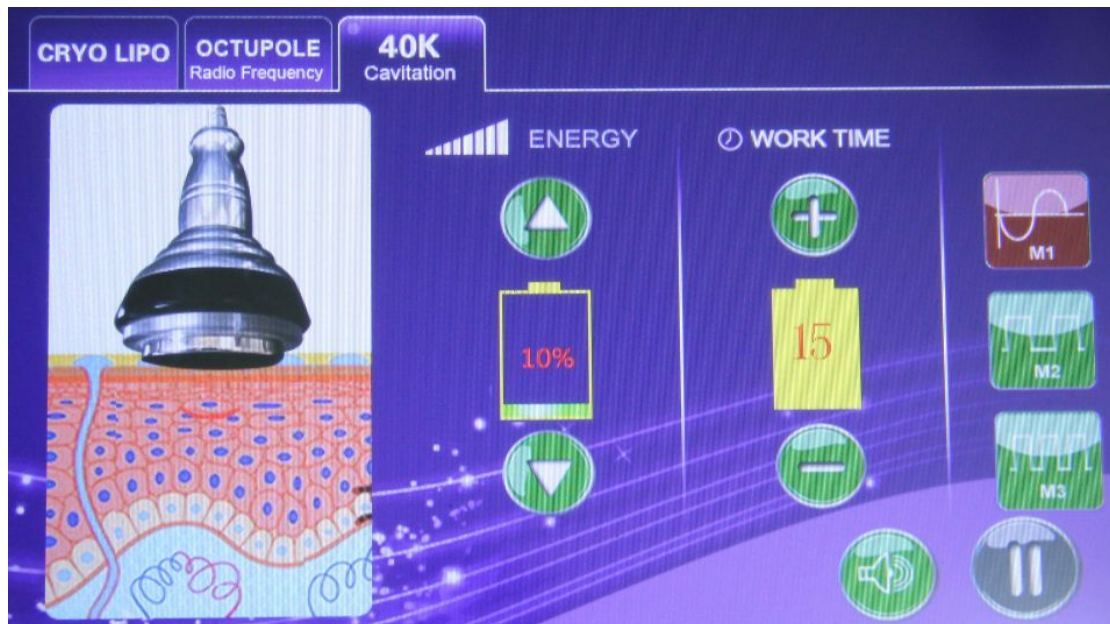 CRYO LIPO
OCTUPOLE
Radio Frequency
40K
Cavitation
ENERGY
WORK TIME
10%
15
M1
M2
M3